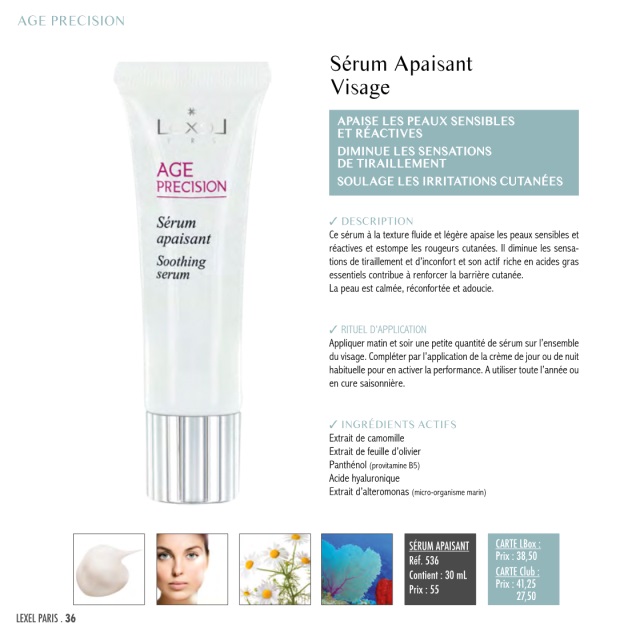 AGE PRECISION
Sérum Apaisant
Visage
APAISE LES PEAUX SENSIBLES
ET RÉACTIVES
DIMINUE LES SENSATIONS
DE TIRAILLEMENT
SOULAGE LES IRRITATIONS CUTANÉES
LEXEL
AGE
PRECISION
Sérum
apaisant
Soothing
serum
✓ DESCRIPTION
Ce sérum à la texture fluide et légère apaise les peaux sensibles et
réactives et estompe les rougeurs cutanées. Il diminue les sensa-
tions de tiraillement et d'inconfort et son actif riche en acides gras
essentiels contribue à renforcer la barrière cutanée.
La peau est calmée, réconfortée et adoucie.
✓ RITUEL D'APPLICATION
Appliquer matin et soir une petite quantité de sérum sur l'ensemble
du visage. Compléter par l'application de la crème de jour ou de nuit
habituelle pour en activer la performance. A utiliser toute l'année ou
en cure saisonnière.
✓ INGRÉDIENTS ACTIFS
Extrait de camomille
Extrait de feuille d'olivier
Panthénol (provitamine B5)
Acide hyaluronique
Extrait d'alteromonas (micro-organisme marin)
SÉRUM APAISANT
Réf. 536
Contient : 30 mL
Prix : 55
CARTE LBox :
Prix : 38,50
CARTE Club :
Prix : 41,25
27,50
LEXEL PARIS . 36